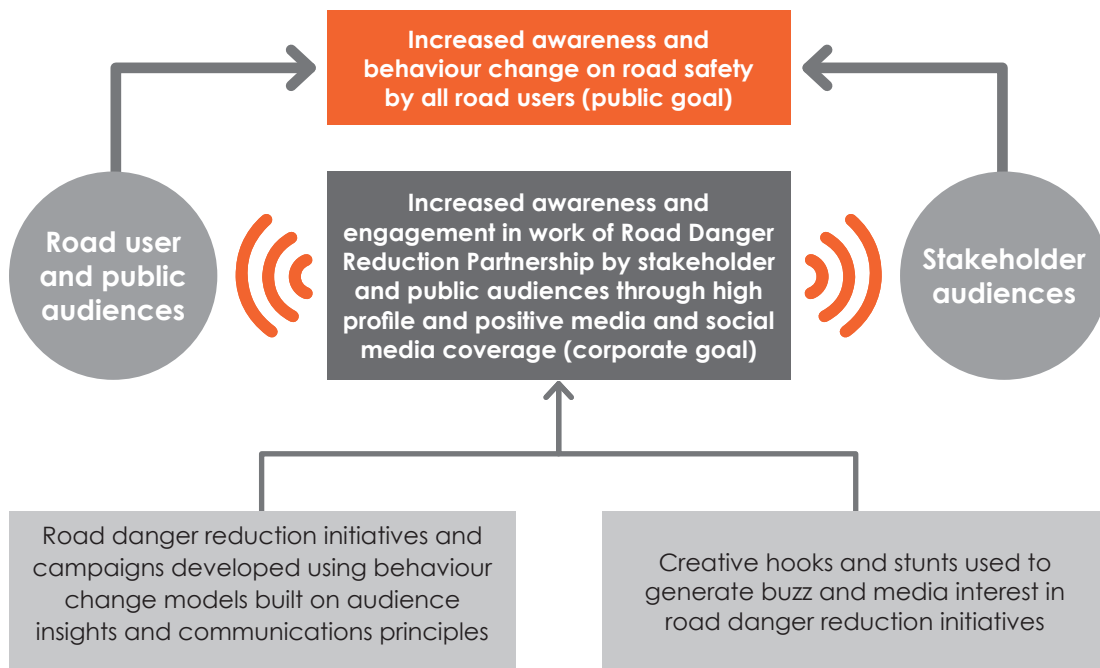 Increased awareness and
behaviour change on road safety
by all road users (public goal)
Road user
and public
audiences
Increased awareness and
engagement in work of Road Danger
Reduction Partnership by stakeholder
and public audiences through high
profile and positive media and social
media coverage (corporate goal)
Stakeholder
audiences
Road danger reduction initiatives and
campaigns developed using behaviour
change models built on audience
insights and communications principles
Creative hooks and stunts used to
generate buzz and media interest in
road danger reduction initiatives